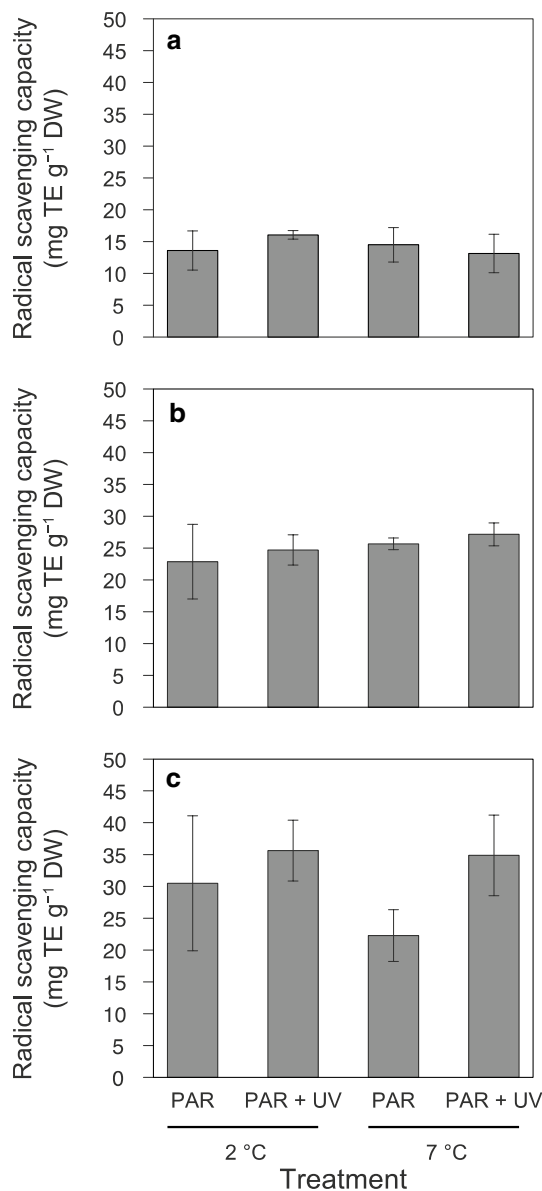 Radical scavenging capacity
(mg TE g⁻¹ DW)
50
45
40
35
30
25
20
15
10
5
0
a
Radical scavenging capacity
(mg TE g⁻¹ DW)
50
45
40
35
30
25
20
15
10
5
0
b
Radical scavenging capacity
(mg TE g⁻¹ DW)
50
45
40
35
30
25
20
15
10
5
0
c
PAR PAR + UV PAR PAR + UV
2 °C 7 °C
Treatment